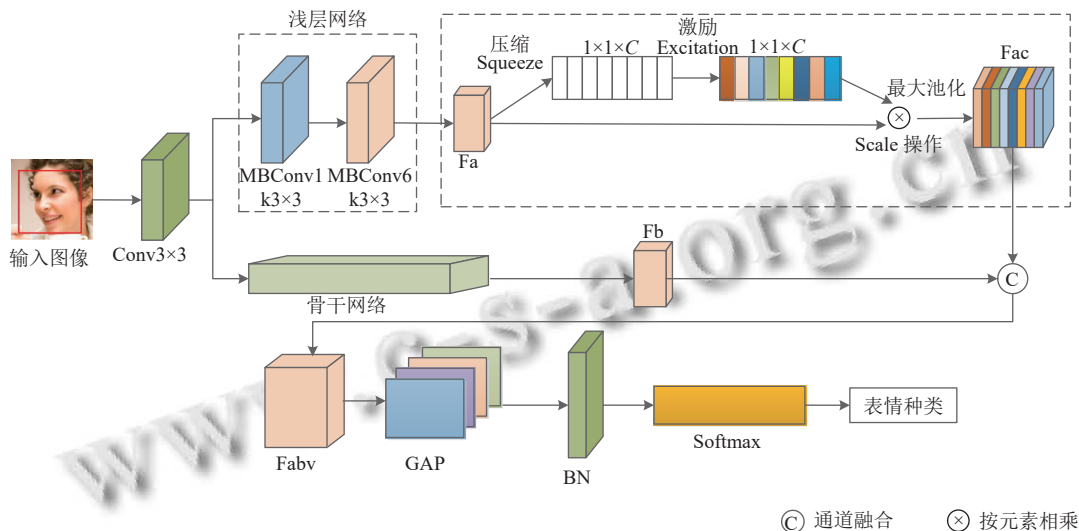 浅层网络
MBConv1
k3×3
MBConv6
k3×3
压缩
Squeeze
1×1×C
激励
Excitation
1×1×C
Fa
最大池化
×
Scale 操作
Fac
输入图像
Conv3×3
骨干网络
Fb
C
Fabv
GAP
BN
Softmax
表情种类
C 通道融合
× 按元素相乘
www.c-s-a.org.cn